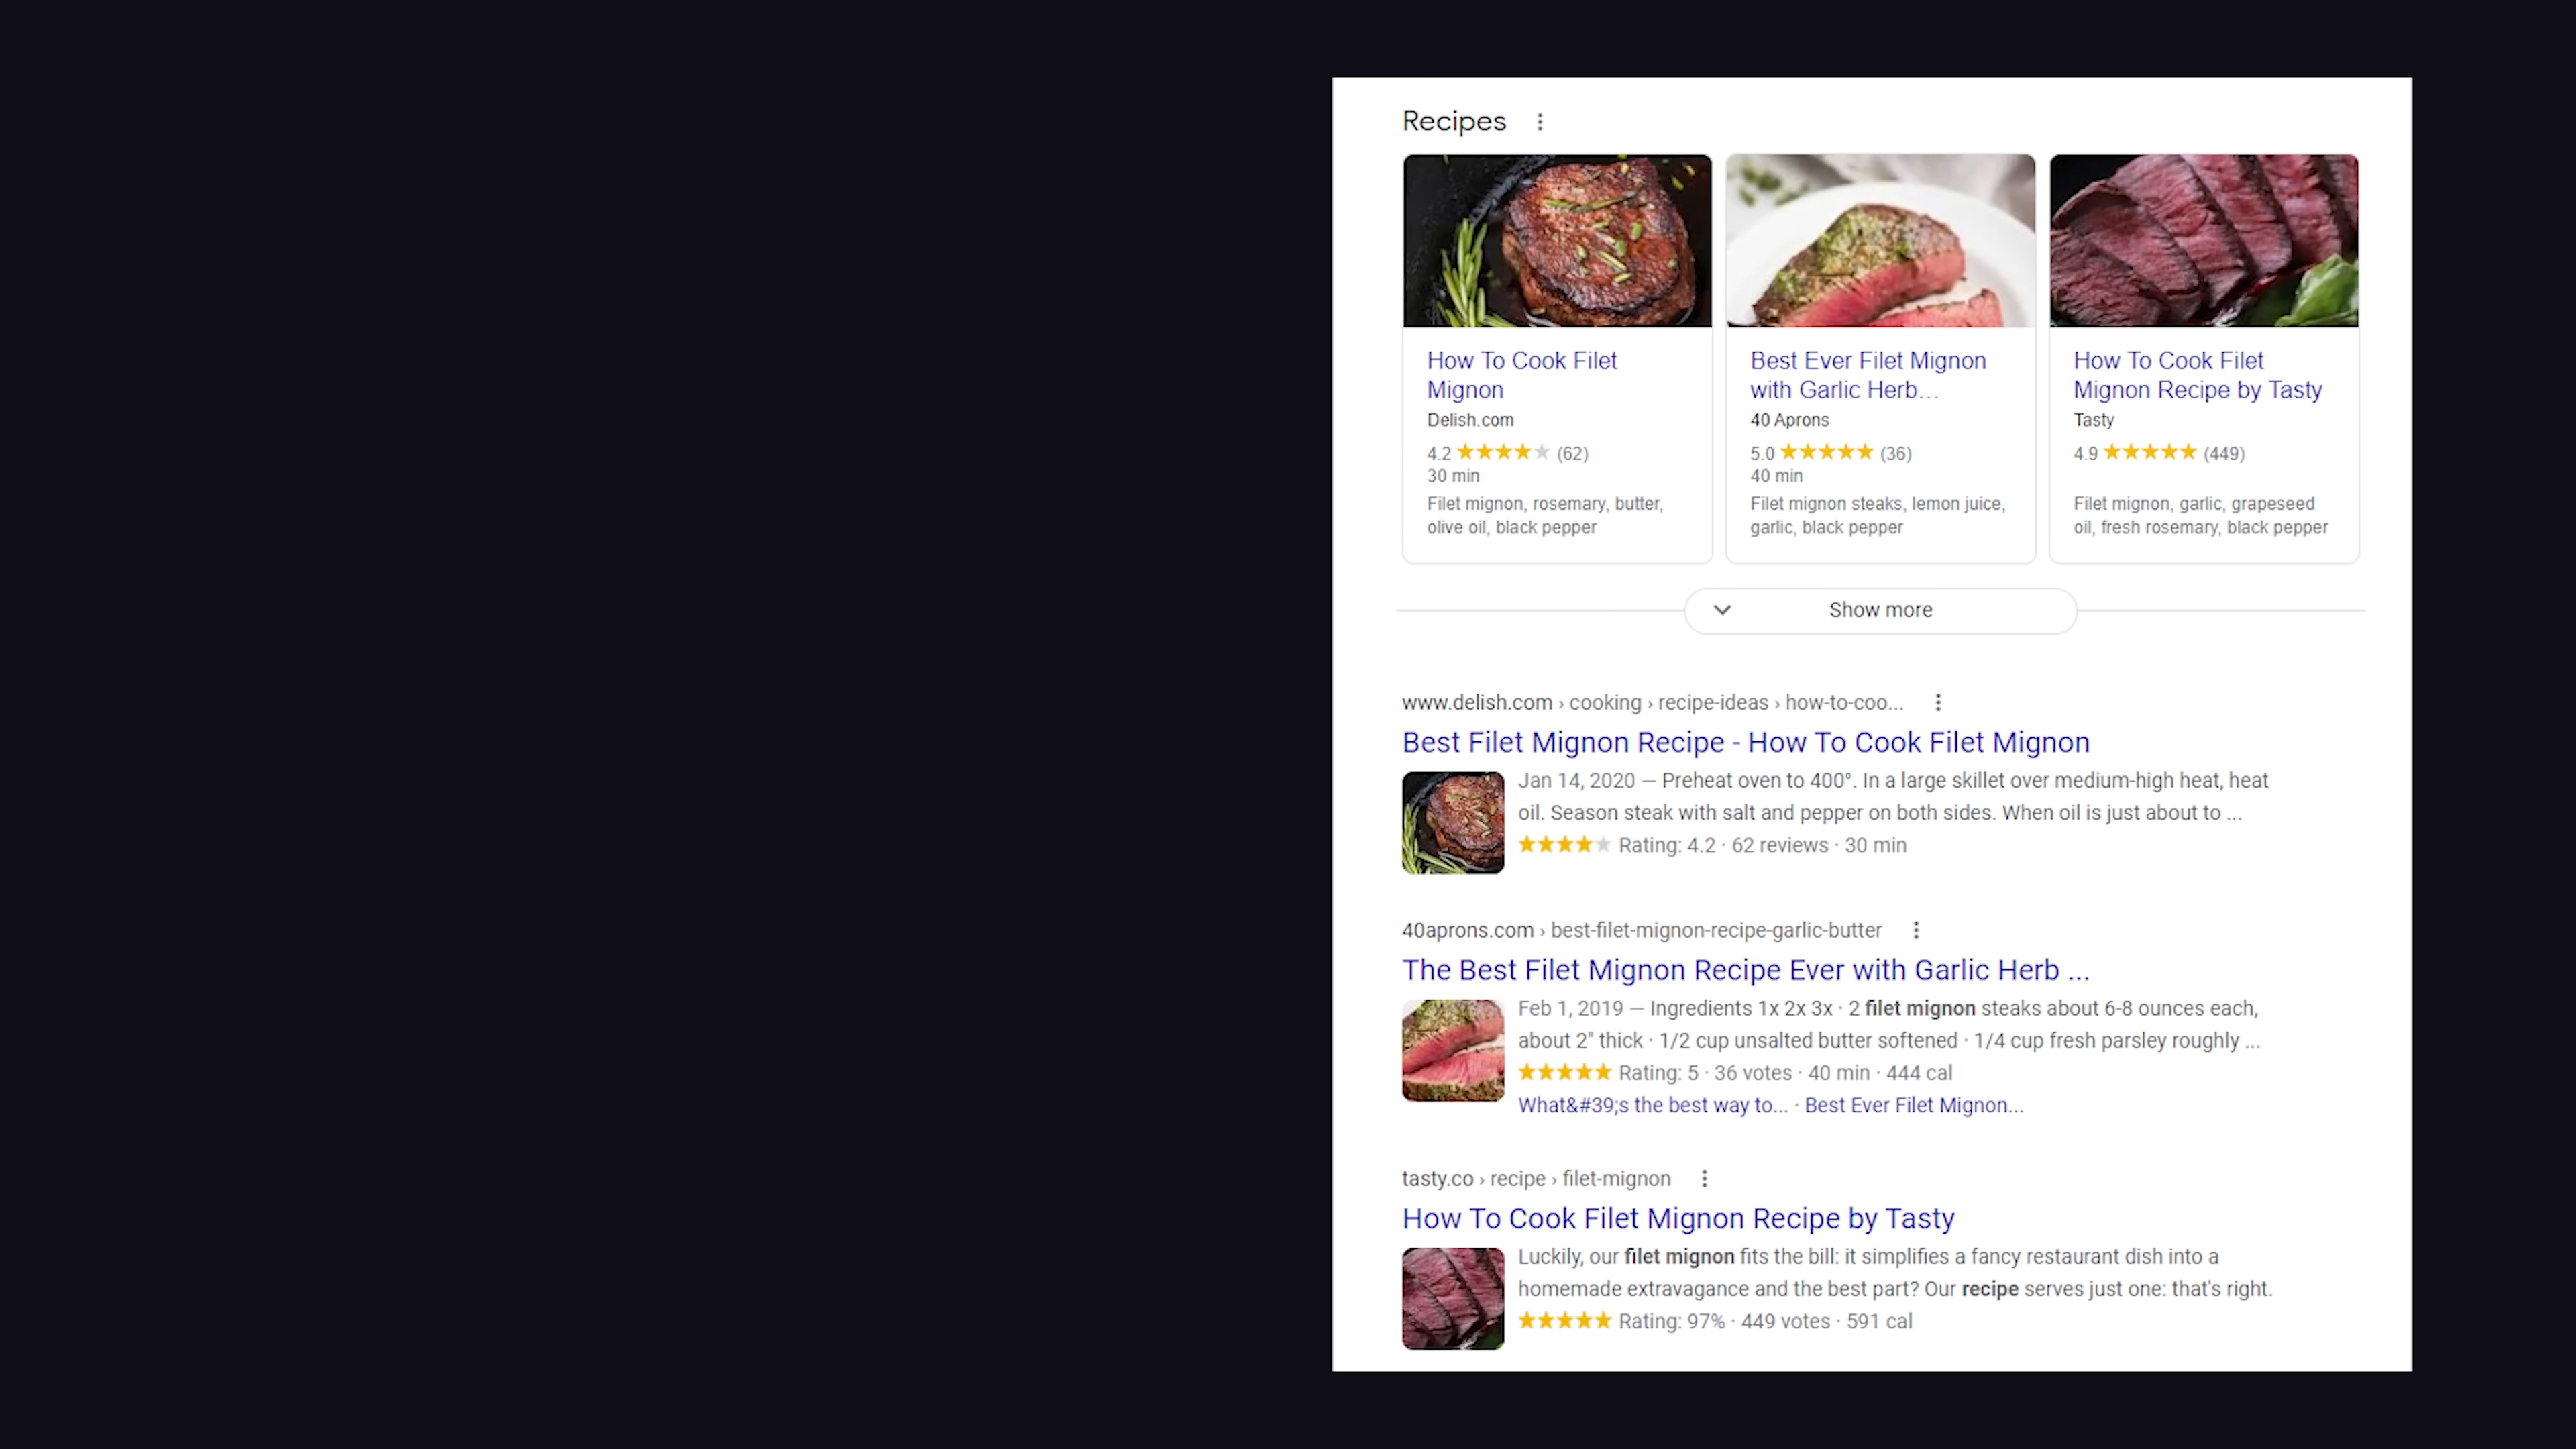 Recipes
How To Cook Filet
Mignon
Delish.com
4.2 (62)
30 min
Filet mignon, rosemary, butter,
olive oil, black pepper
Best Ever Filet Mignon
with Garlic Herb...
40 Aprons
5.0 (36)
40 min
Filet mignon steaks, lemon juice,
garlic, black pepper
How To Cook Filet
Mignon Recipe by Tasty
Tasty
4.9 (449)
Filet mignon, garlic, grapeseed
oil, fresh rosemary, black pepper
Show more
www.delish.com › cooking › recipe-ideas › how-to-coo...
Best Filet Mignon Recipe - How To Cook Filet Mignon
Jan 14, 2020 — Preheat oven to 400°. In a large skillet over medium-high heat, heat
oil. Season steak with salt and pepper on both sides. When oil is just about to ...
Rating: 4.2 · 62 reviews · 30 min
40aprons.com › best-filet-mignon-recipe-garlic-butter
The Best Filet Mignon Recipe Ever with Garlic Herb ...
Feb 1, 2019 — Ingredients 1x 2x 3x · 2 filet mignon steaks about 6-8 ounces each,
about 2" thick · 1/2 cup unsalted butter softened · 1/4 cup fresh parsley roughly ...
Rating: 5 · 36 votes · 40 min · 444 cal
What&#39;s the best way to... · Best Ever Filet Mignon...
tasty.co › recipe › filet-mignon
How To Cook Filet Mignon Recipe by Tasty
Luckily, our filet mignon fits the bill: it simplifies a fancy restaurant dish into a
homemade extravagance and the best part? Our recipe serves just one: that's right.
Rating: 97% · 449 votes · 591 cal